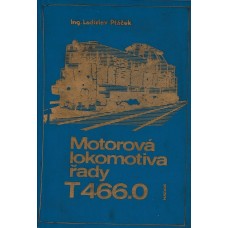 Ing. Ladislav Ptáček
Motorová
lokomotiva
řady
T 466.0